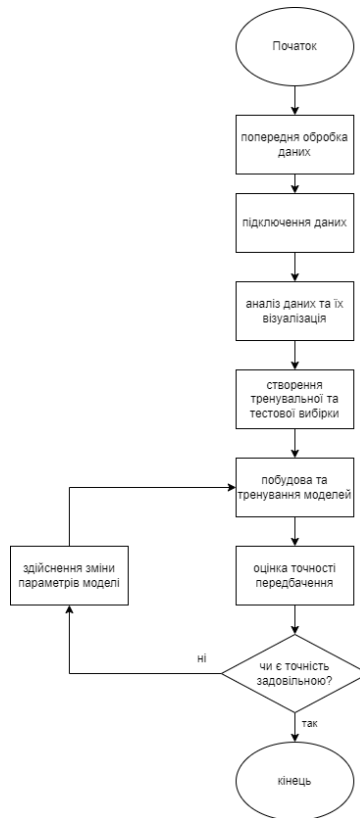 Початок
попередня обробка
даних
підключення даних
аналіз даних та їх
візуалізація
створення
тренувальної та
тестової вибірки
побудова та
тренування моделей
здійснення зміни
параметрів моделі
оцінка точності
передбачення
ні
чи є точність
задовільною?
так
кінець